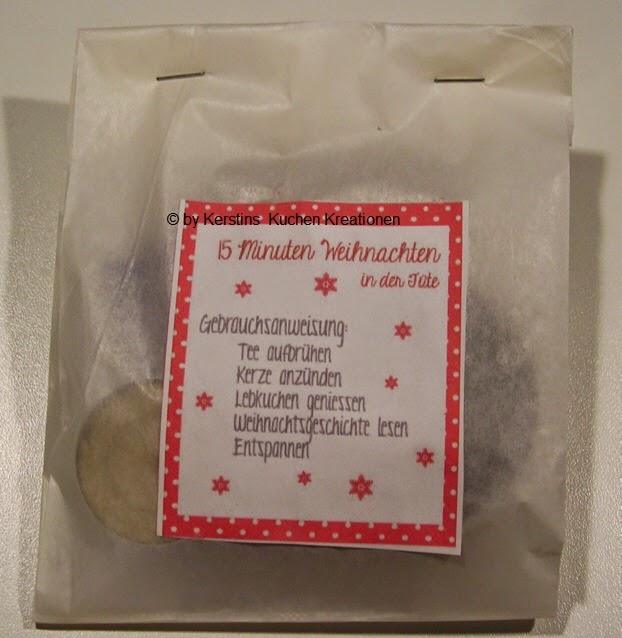 © by Kerstins Kuchen Kreationen
15 Minuten Weihnachten
in der Tüte
Gebrauchsanweisung:
Tee aufbrühen
Kerze anzünden
Lebkuchen geniessen
Weihnachtsgeschichte lesen
Entspannen